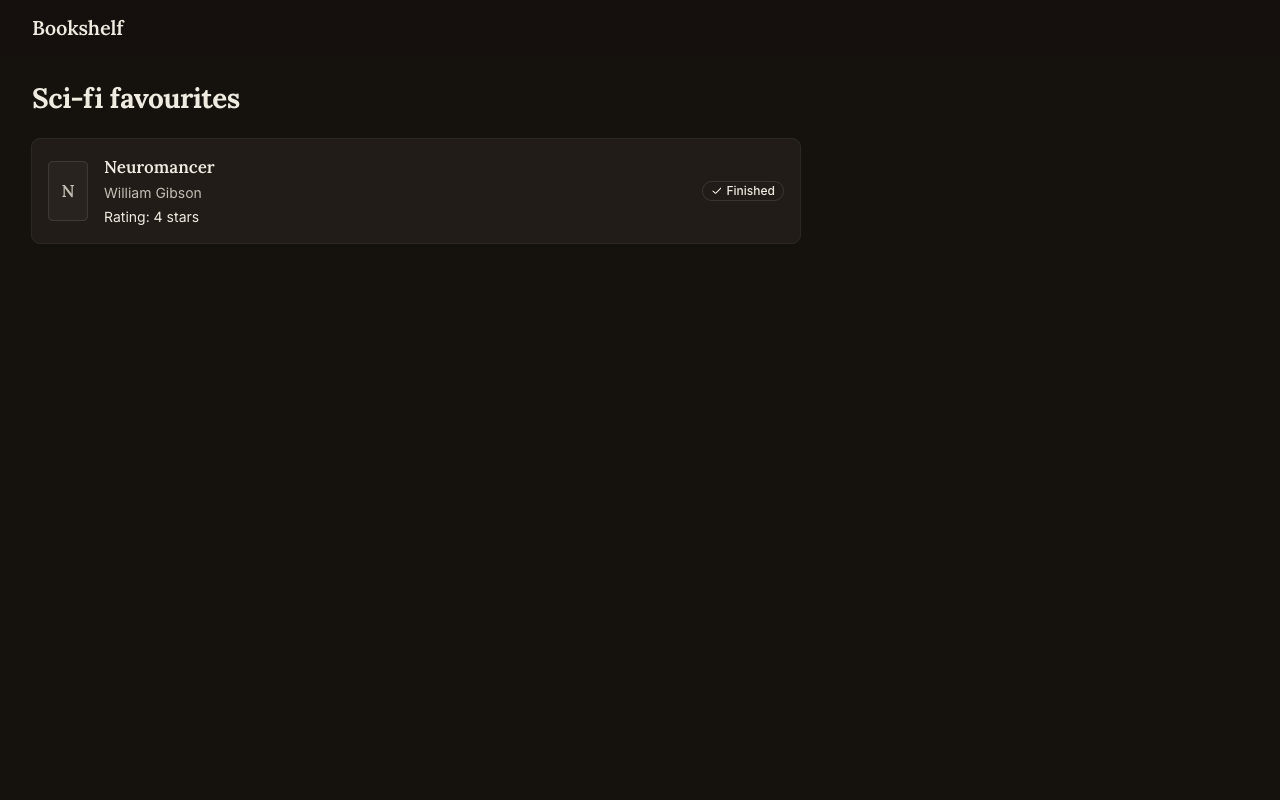 Bookshelf
Sci-fi favourites
N
Neuromancer
William Gibson
Rating: 4 stars
✓ Finished